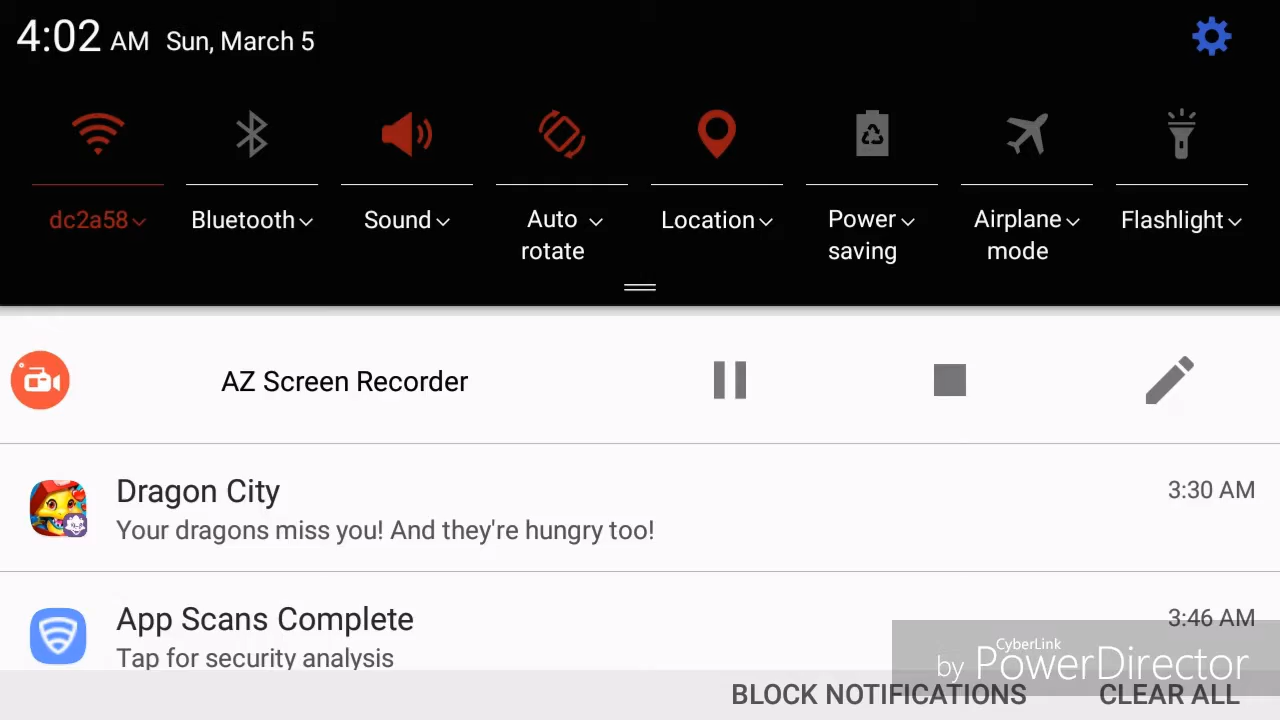 4:02 AM Sun, March 5
dc2a58 Bluetooth Sound Auto rotate Location Power saving Airplane mode Flashlight
AZ Screen Recorder
Dragon City 3:30 AM
Your dragons miss you! And they're hungry too!
App Scans Complete 3:46 AM
Tap for security analysis
CyberLink
by PowerDirector
BLOCK NOTIFICATIONS CLEAR ALL